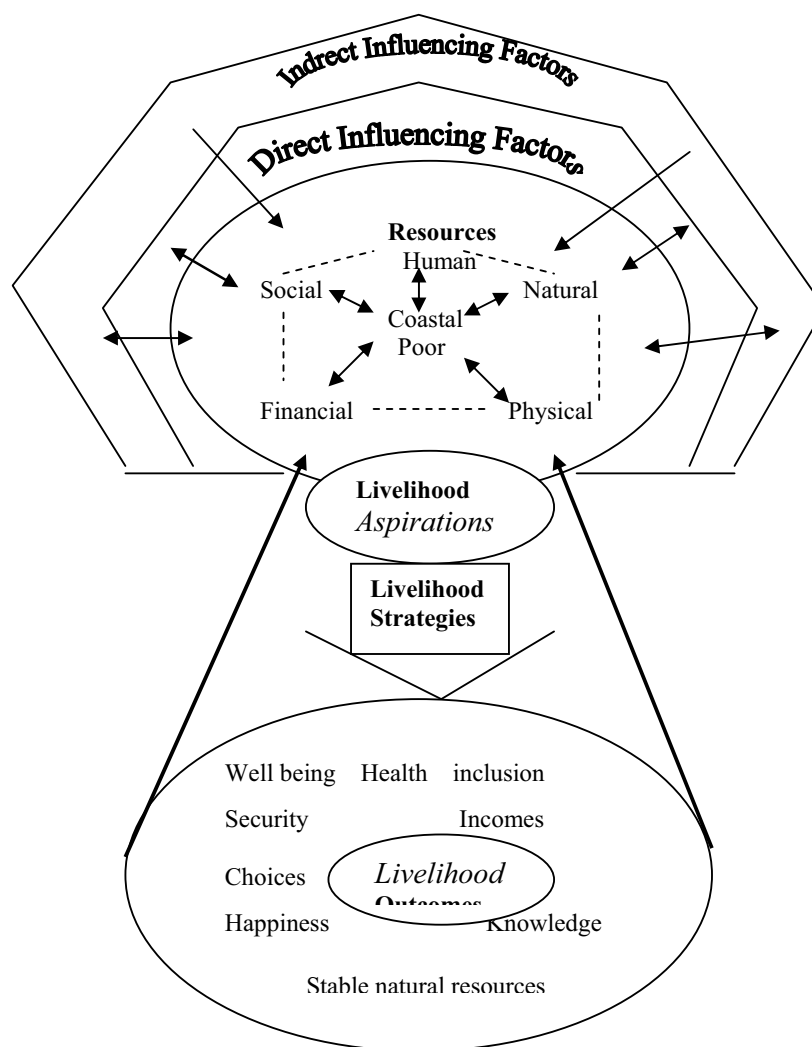 Indrect Influencing Factors
Direct Influencing Factors
Resources
Human
Social
Natural
Coastal
Poor
Financial
Physical
Livelihood
Aspirations
Livelihood
Strategies
Well being Health inclusion
Security Incomes
Choices
Livelihood
Outcomes
Happiness Knowledge
Stable natural resources